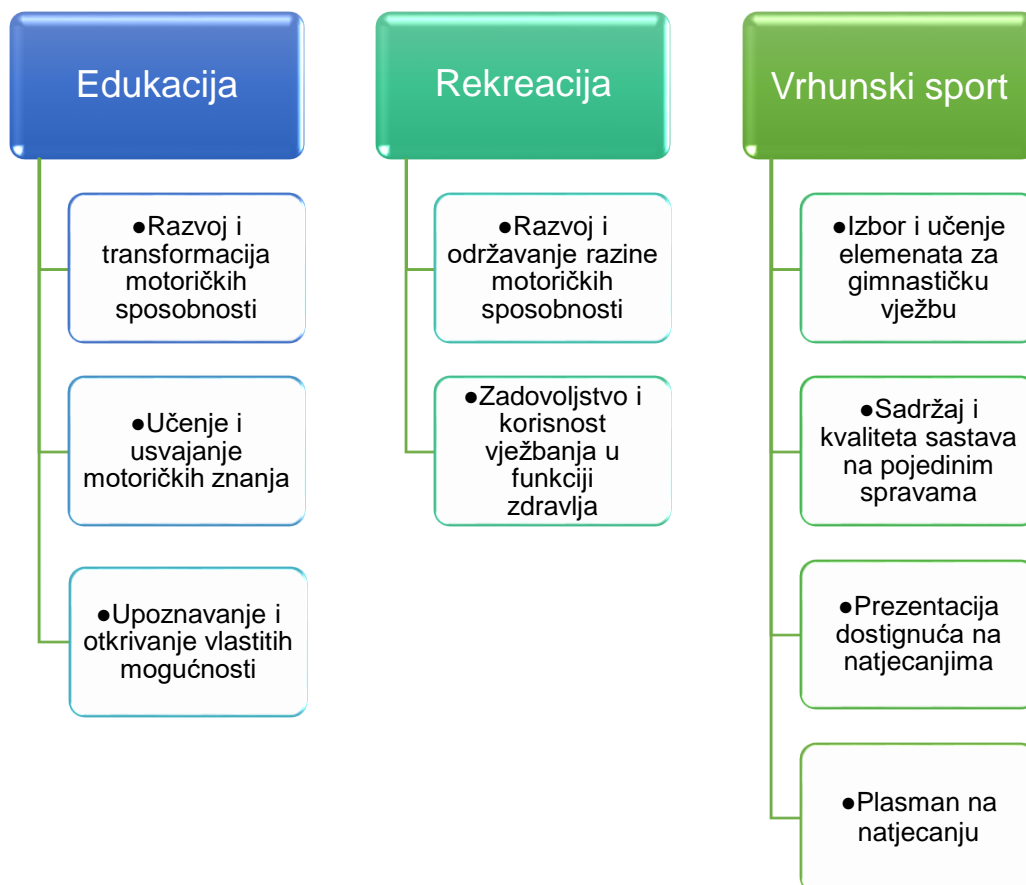 Edukacija
●Razvoj i
transformacija
motoričkih
sposobnosti
●Učenje i
usvajanje
motoričkih znanja
●Upoznavanje i
otkrivanje vlastitih
mogućnosti
Rekreacija
●Razvoj i
održavanje razine
motoričkih
sposobnosti
●Zadovoljstvo i
korisnost
vježbanja u
funkciji
zdravlja
Vrhunski sport
●Izbor i učenje
elemenata za
gimnastičku
vježbu
●Sadržaj i
kvaliteta sastava
na pojedinim
spravama
●Prezentacija
dostignuća na
natjecanjima
●Plasman na
natjecanju